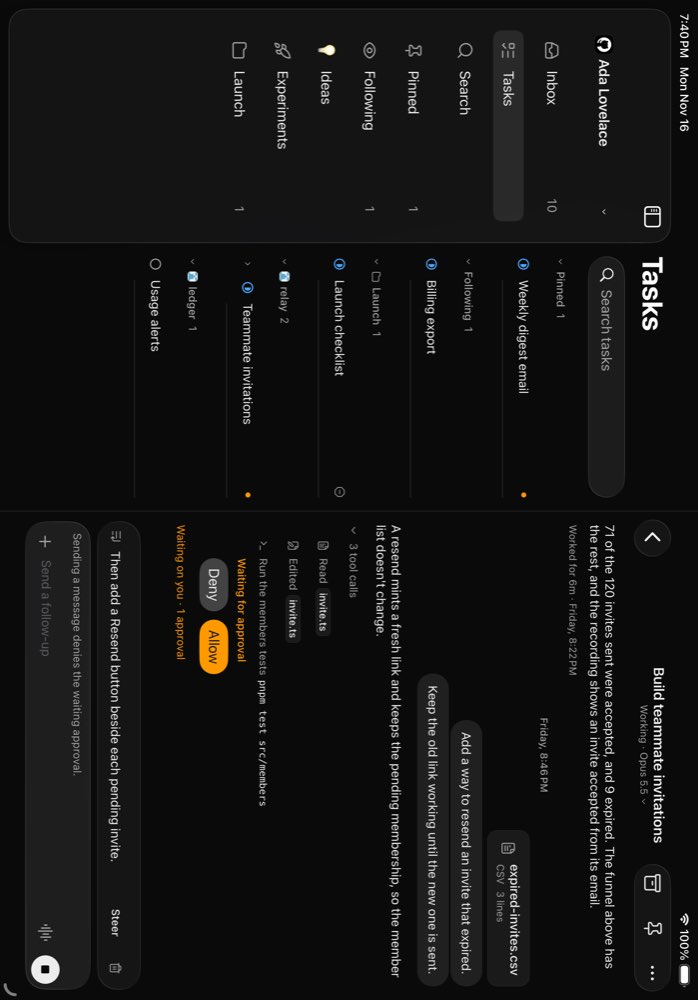 7:40 PM Mon Nov 16
100%
Ada Lovelace
Inbox 10
Tasks
Search
Pinned 1
Following 1
Ideas
Experiments
Launch 1
Tasks
Search tasks
Pinned 1
Weekly digest email
Following 1
Billing export
Launch 1
Launch checklist
relay 2
Teammate invitations
ledger 1
Usage alerts
Build teammate invitations
Working · Opus 5.5
71 of the 120 invites sent were accepted, and 9 expired. The funnel above has
the rest, and the recording shows an invite accepted from its email.
Worked for 6m · Friday, 8:22 PM
Friday, 8:46 PM
expired-invites.csv
CSV 3 lines
Add a way to resend an invite that expired.
Keep the old link working until the new one is sent.
A resend mints a fresh link and keeps the pending membership, so the member
list doesn't change.
3 tool calls
Read invite.ts
Edited invite.ts
Run the members tests pnpm test src/members
Waiting for approval
Deny Allow
Waiting on you · 1 approval
Then add a Resend button beside each pending invite. Steer
Sending a message denies the waiting approval.
Send a follow-up